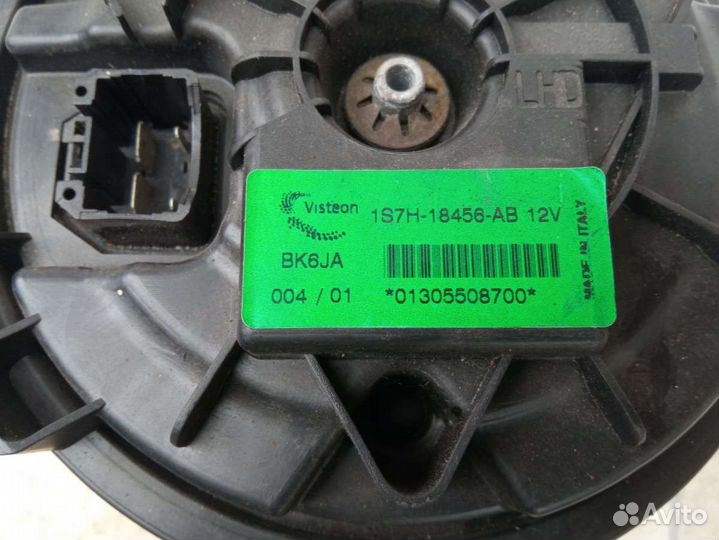 LHD
Visteon
1S7H-18456-AB 12V
BK6JA
004 / 01
*01305508700*
MADE IN ITALY
Avito